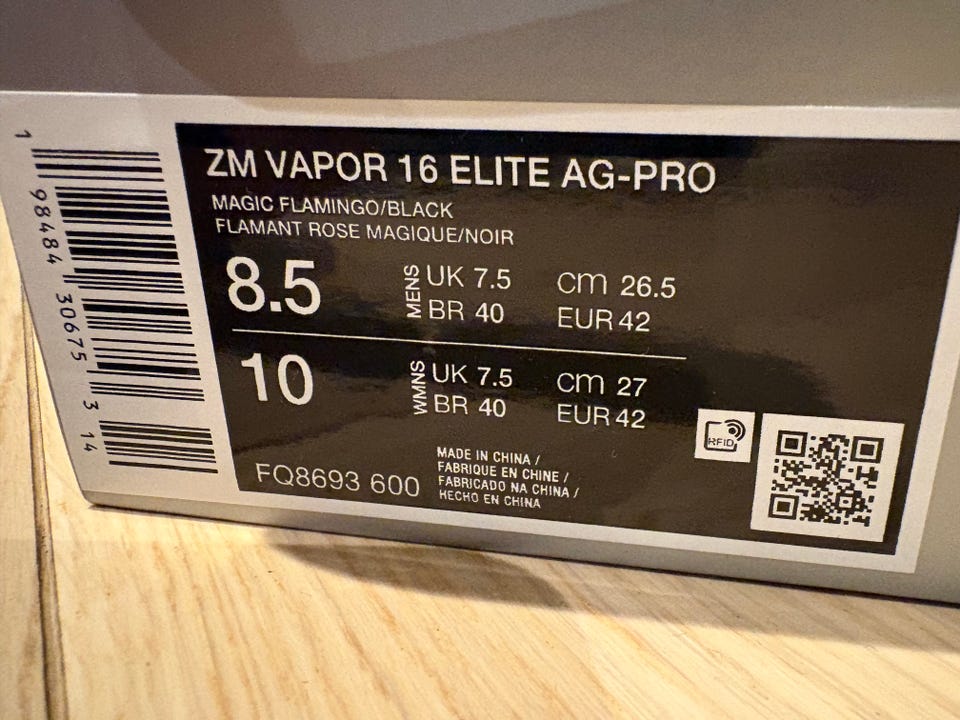 ZM VAPOR 16 ELITE AG-PRO
MAGIC FLAMINGO/BLACK
FLAMANT ROSE MAGIQUE/NOIR
8.5
MENS
UK 7.5 cm 26.5
BR 40 EUR 42
10
WMNS
UK 7.5 cm 27
BR 40 EUR 42
FQ8693 600
MADE IN CHINA /
FABRIQUE EN CHINE /
FABRICADO NA CHINA /
HECHO EN CHINA
RFID
1 98484 30675 3 14